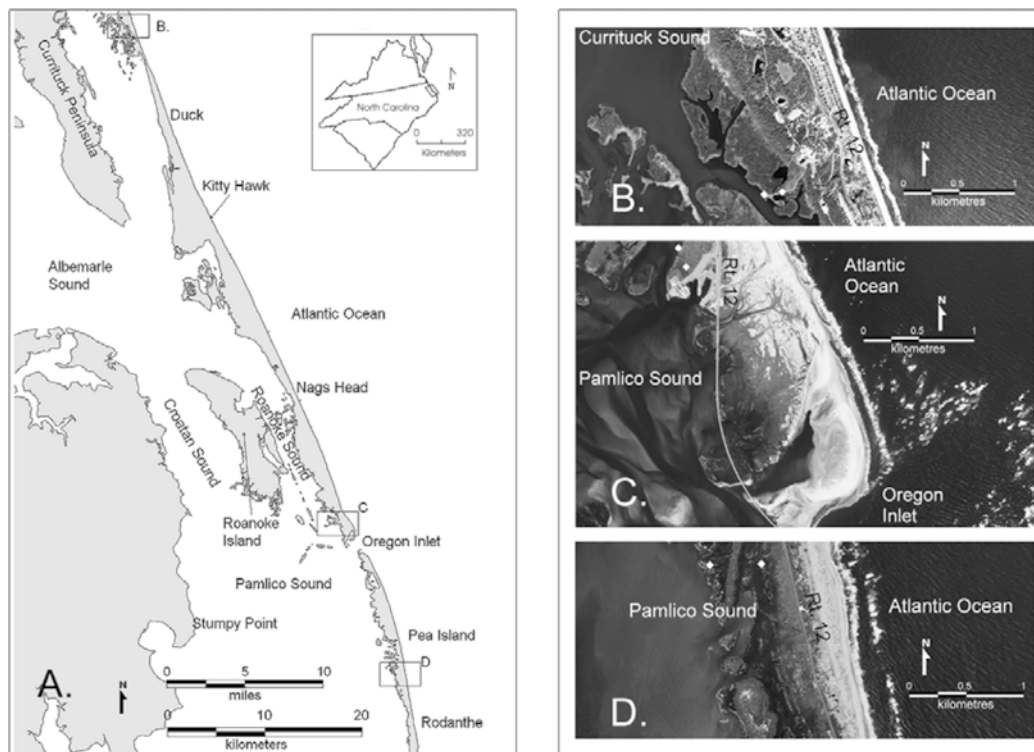 B.
Currituck
Peninsula
Duck
N
North Carolina
0 320
Kilometers
Kitty Hawk
Albemarle
Sound
Atlantic Ocean
Nags Head
Roanoke Sound
Croatan Sound
C
Roanoke
Island
Oregon Inlet
Pamlico Sound
Stumpy Point
Pea Island
D
A.
N
0 5 10
miles
0 10 20
kilometers
Rodanthe
Currituck Sound
Atlantic Ocean
Rt. 12
N
0 0.5 1
kilometres
B.
Rt. 12
Atlantic
Ocean
N
0 0.5 1
kilometres
Pamlico Sound
C.
Oregon
Inlet
Rt. 12
Pamlico Sound
Atlantic Ocean
N
0 0.5 1
kilometres
D.